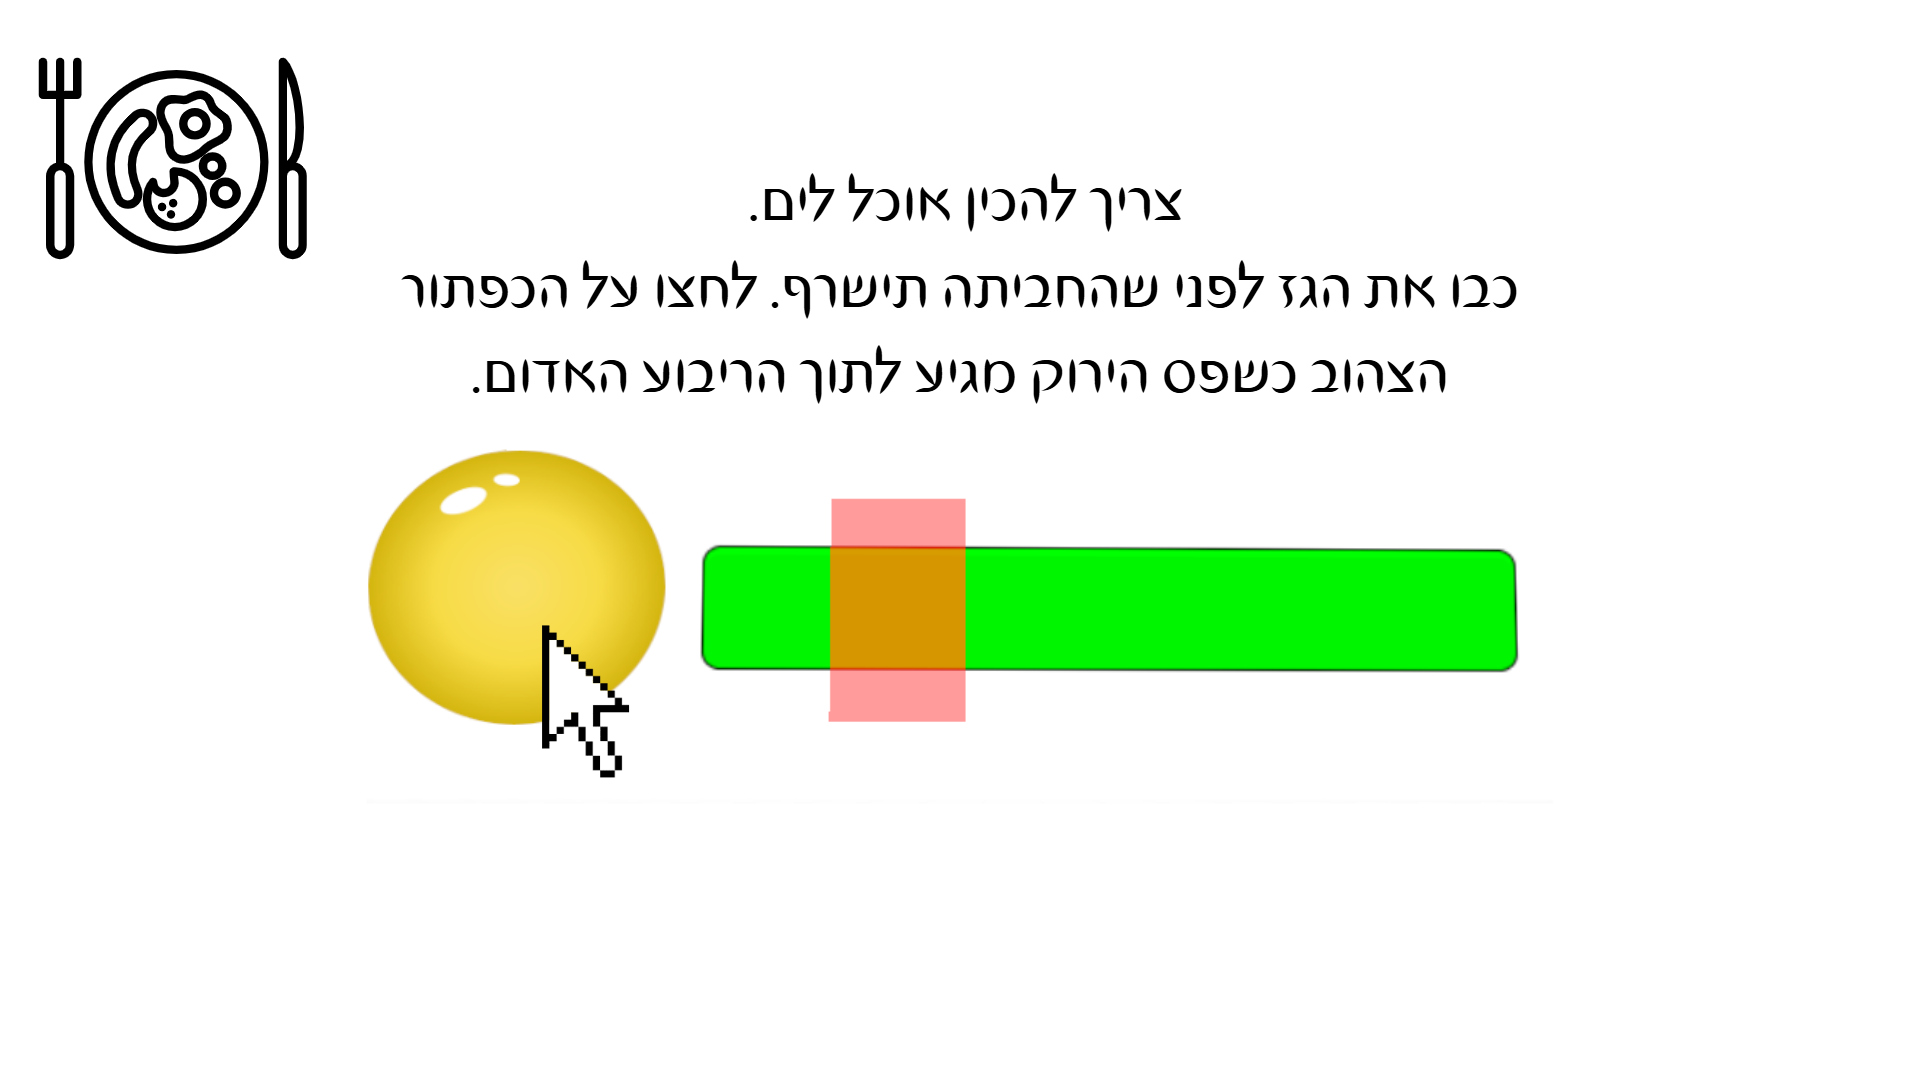 צריך להכין אוכל לים.
כבו את הגז לפני שהחביתה תישרף. לחצו על הכפתור
הצהוב כשפס הירוק מגיע לתוך הריבוע האדום.